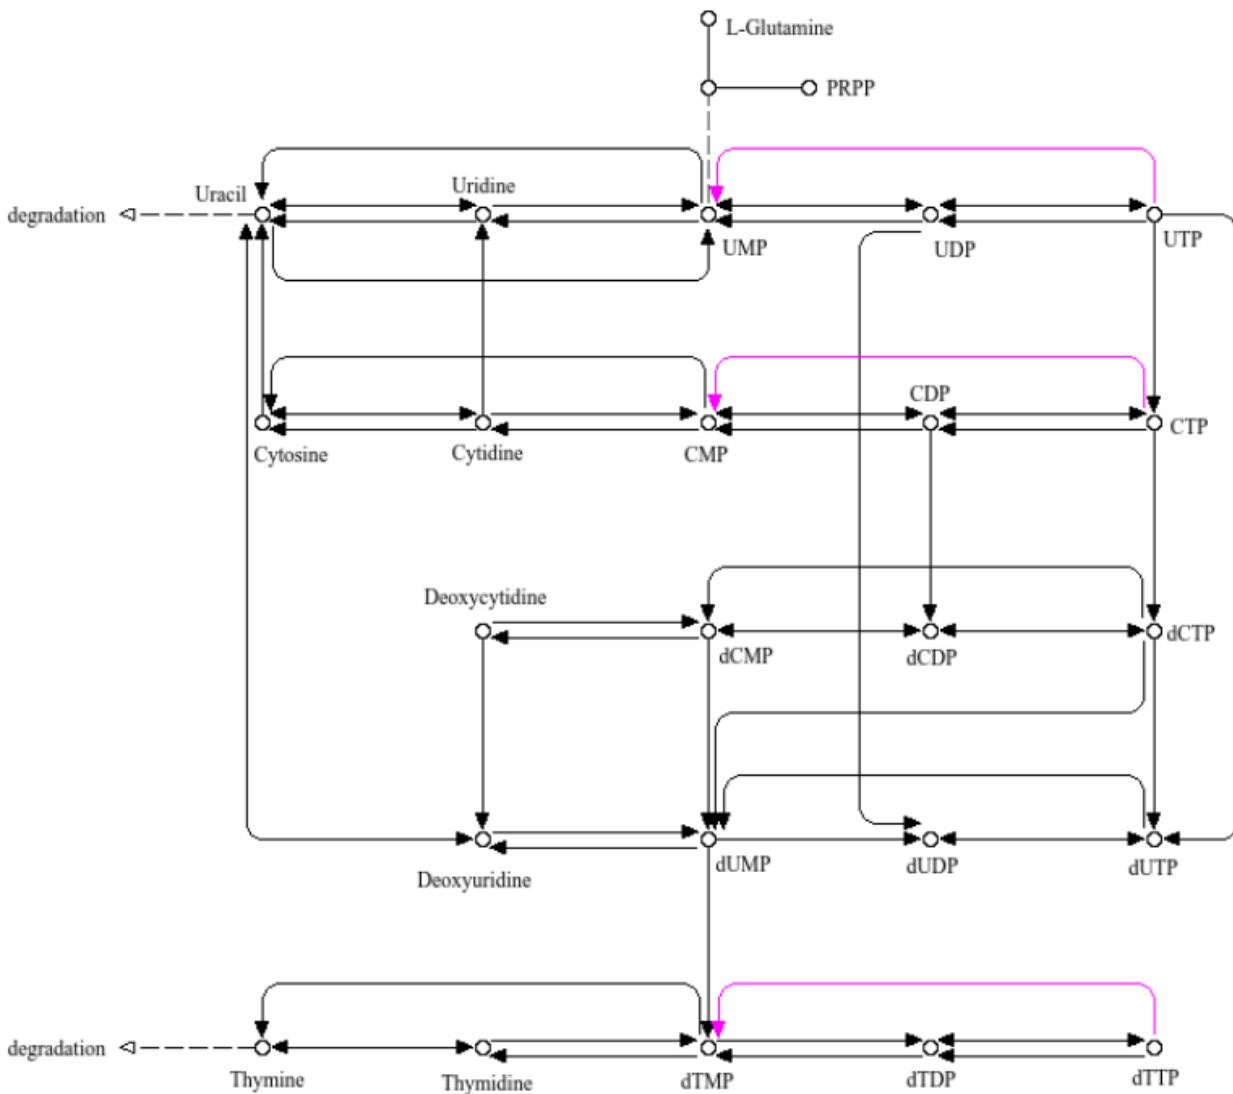 L-Glutamine
PRPP
Uracil
Uridine
degradation
UMP
UDP
UTP
CDP
Cytosine
Cytidine
CMP
CTP
Deoxycytidine
dCMP
dCDP
dCTP
Deoxyuridine
dUMP
dUDP
dUTP
degradation
Thymine
Thymidine
dTMP
dTDP
dTTP